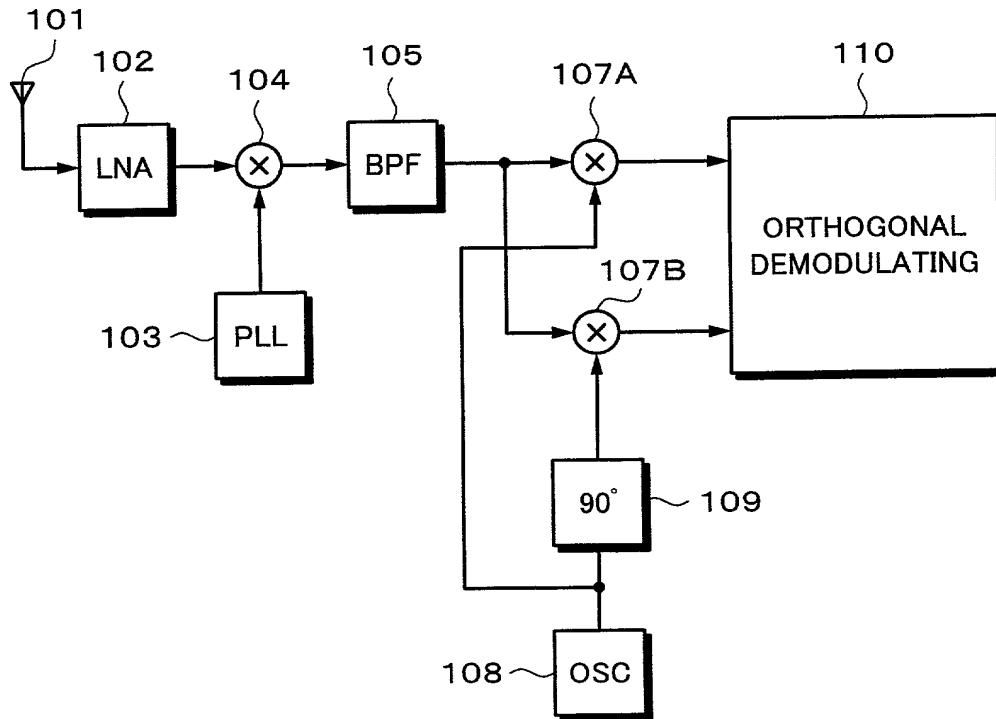 101
102
104
105
107A
110
LNA
BPF
ORTHOGONAL
DEMODULATING
107B
103
PLL
90°
109
108
OSC